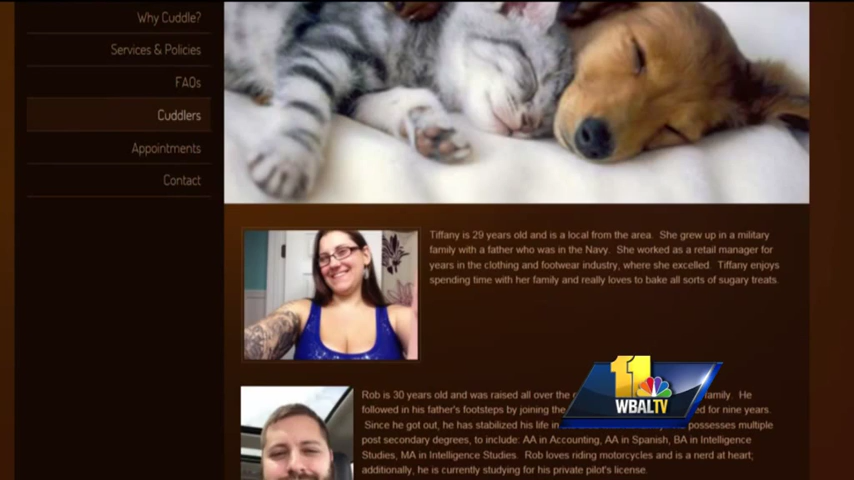 Why Cuddle?
Services & Policies
FAQs
Cuddlers
Appointments
Contact
Tiffany is 29 years old and is a local from the area. She grew up in a military
family with a father who was in the Navy. She worked as a retail manager for
years in the clothing and footwear industry, where she excelled. Tiffany enjoys
spending time with her family and really loves to bake all sorts of sugary treats.
Rob is 30 years old and was raised all over the family. He
followed in his father's footsteps by joining the for nine years.
Since he got out, he has stabilized his life in possesses multiple
post secondary degrees, to include: AA in Accounting, AA in Spanish, BA in Intelligence
Studies, MA in Intelligence Studies. Rob loves riding motorcycles and is a nerd at heart;
additionally, he is currently studying for his private pilot's license.
11
WBALTV